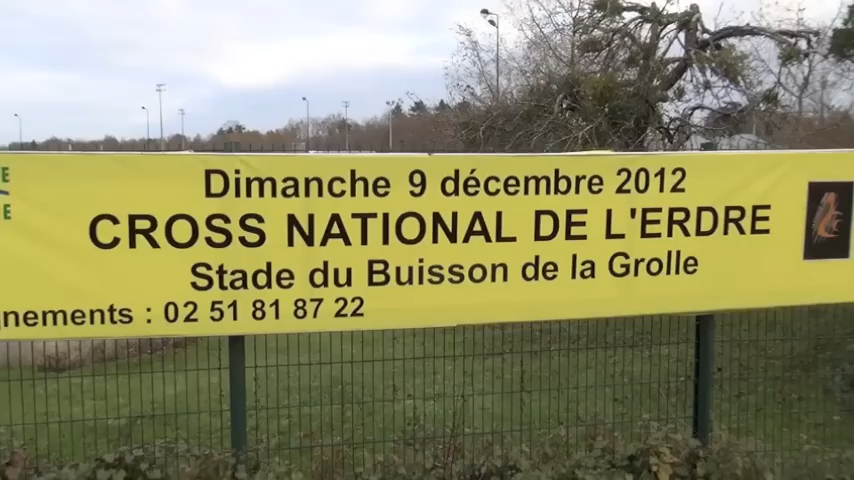 Dimanche 9 décembre 2012
CROSS NATIONAL DE L'ERDRE
Stade du Buisson de la Grolle
gnements : 02 51 81 87 22